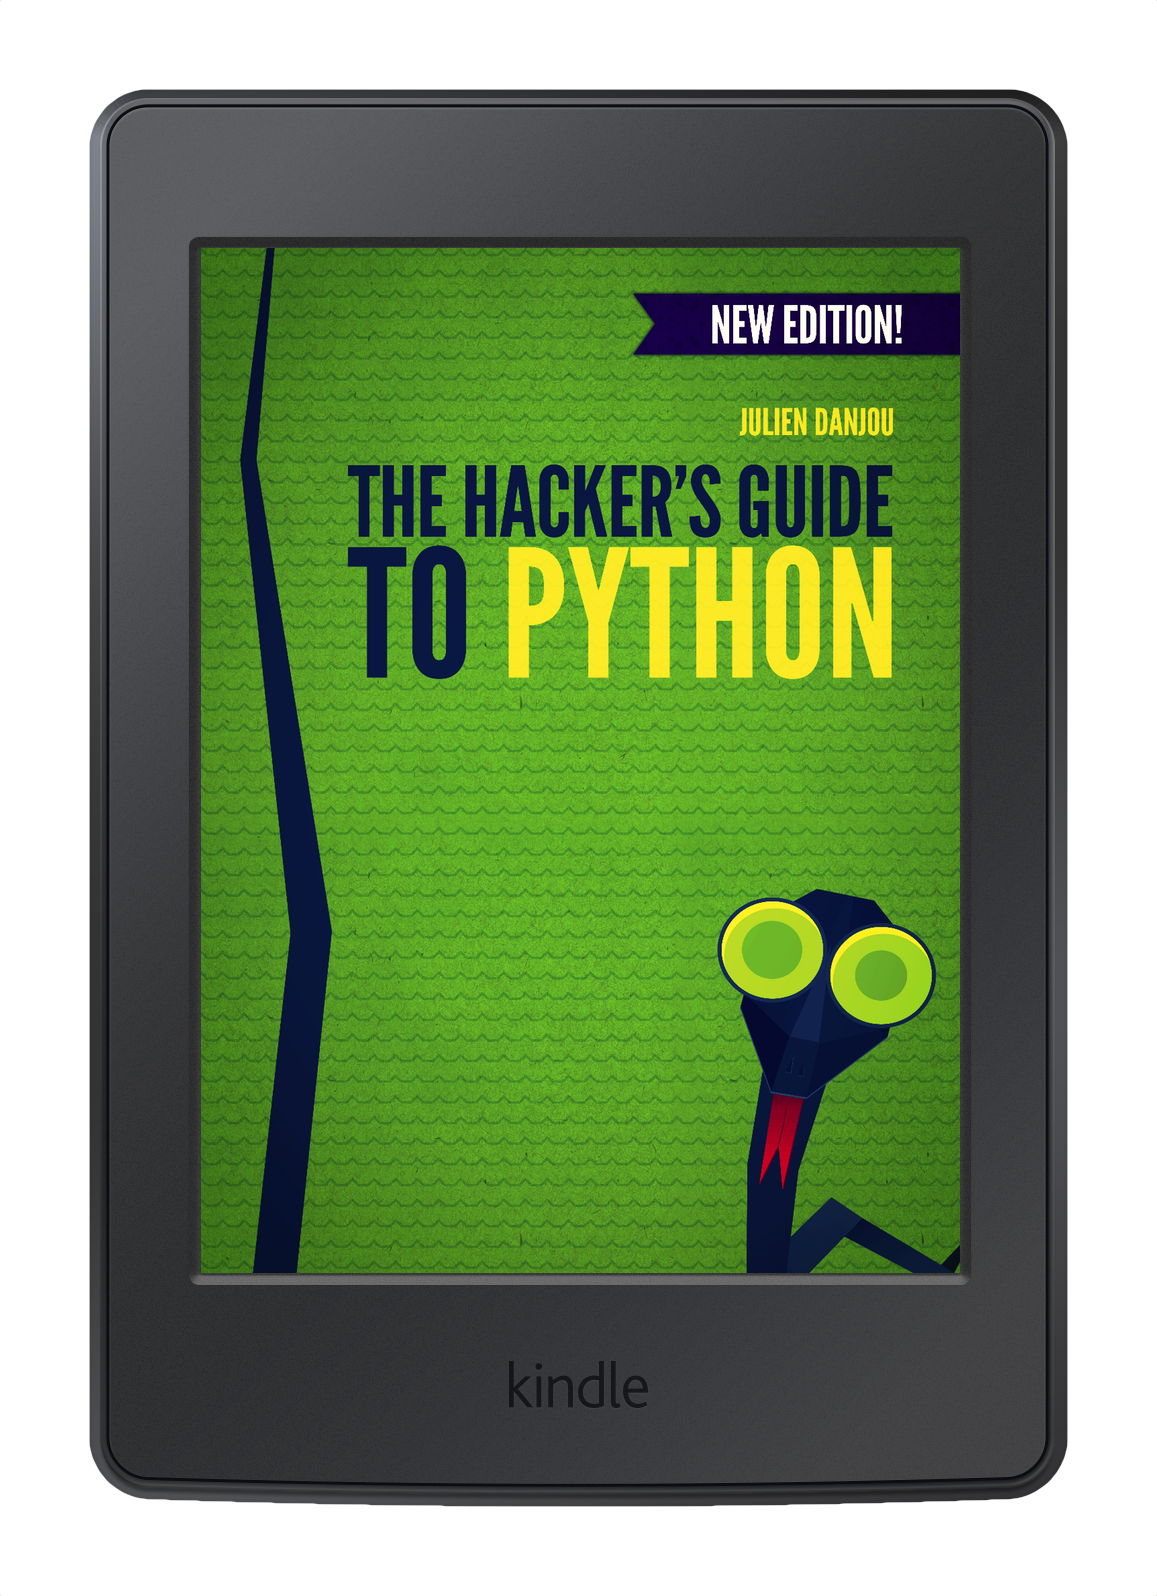 NEW EDITION!
JULIEN DANJOU
THE HACKER’S GUIDE
TO PYTHON
kindle